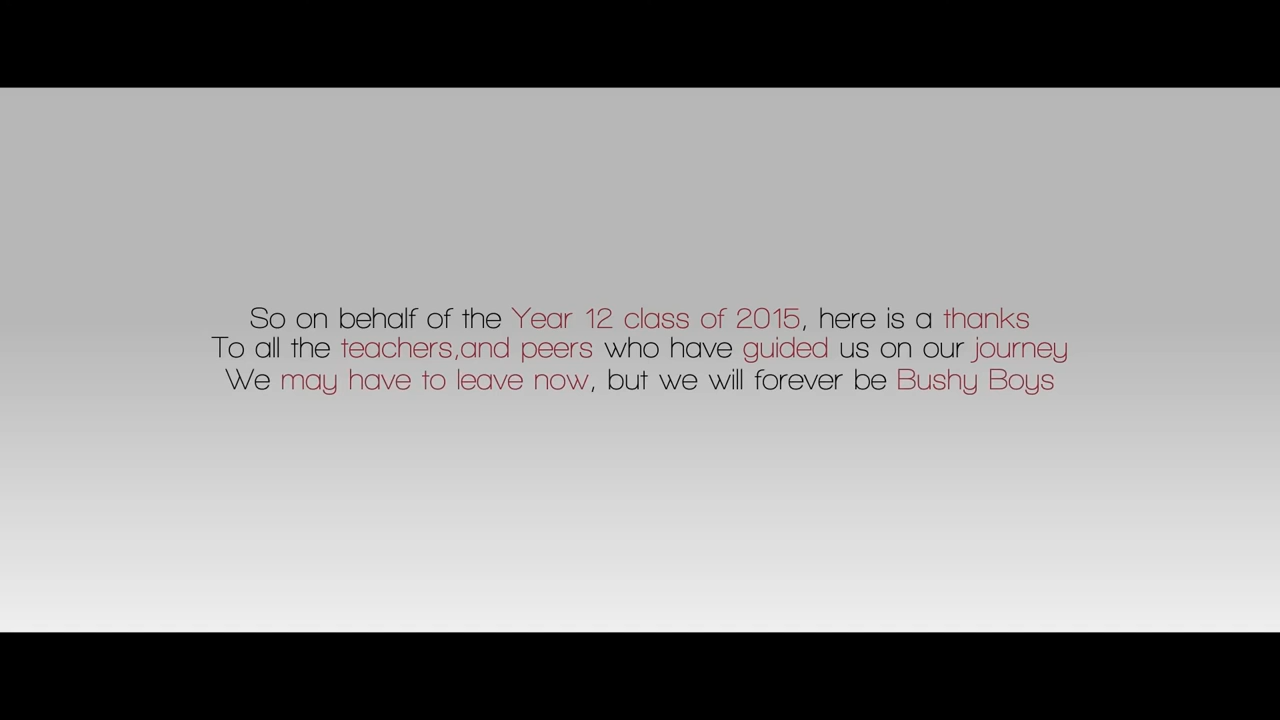 So on behalf of the Year 12 class of 2015, here is a thanks
To all the teachers,and peers who have guided us on our journey
We may have to leave now, but we will forever be Bushy Boys